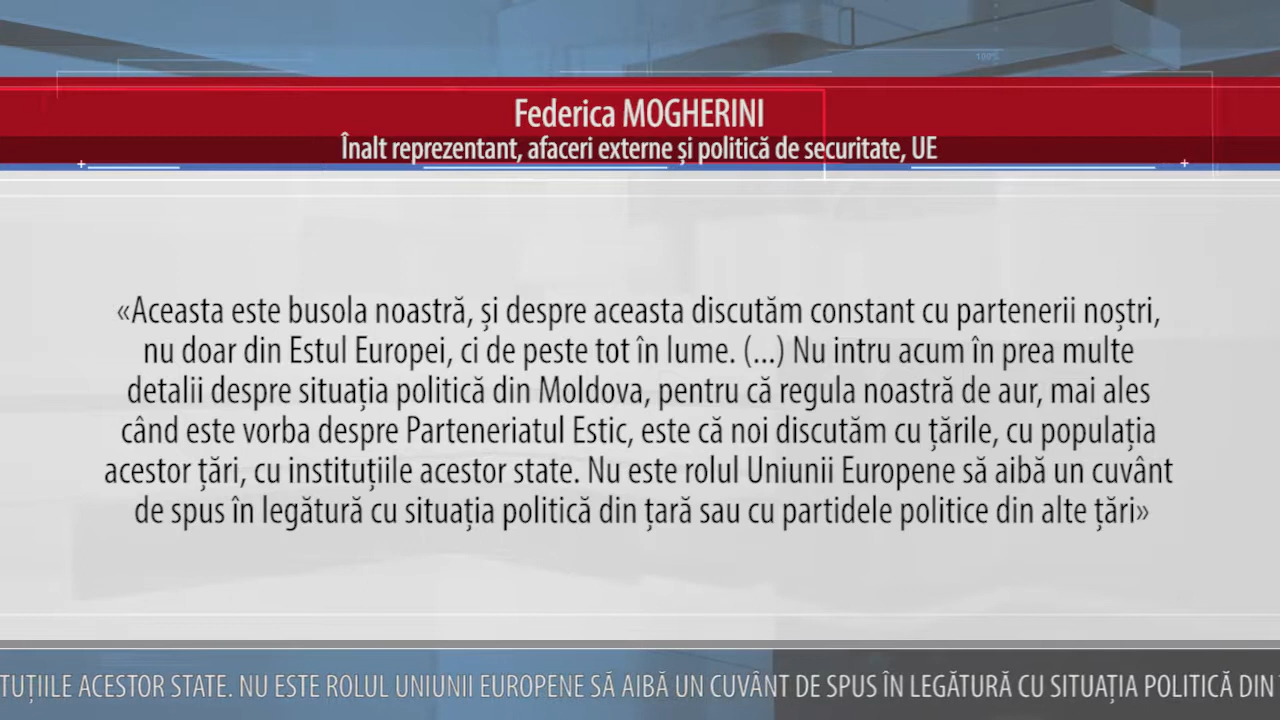 100%
Federica MOGHERINI
Înalt reprezentant, afaceri externe și politică de securitate, UE
«Aceasta este busola noastră, și despre aceasta discutăm constant cu partenerii noștri,
nu doar din Estul Europei, ci de peste tot în lume. (...) Nu intru acum în prea multe
detalii despre situația politică din Moldova, pentru că regula noastră de aur, mai ales
când este vorba despre Parteneriatul Estic, este că noi discutăm cu țările, cu populația
acestor țări, cu instituțiile acestor state. Nu este rolul Uniunii Europene să aibă un cuvânt
de spus în legătură cu situația politică din țară sau cu partidele politice din alte țări»
TUȚIILE ACESTOR STATE. NU ESTE ROLUL UNIUNII EUROPENE SĂ AIBĂ UN CUVÂNT DE SPUS ÎN LEGĂTURĂ CU SITUAȚIA POLITICĂ DIN